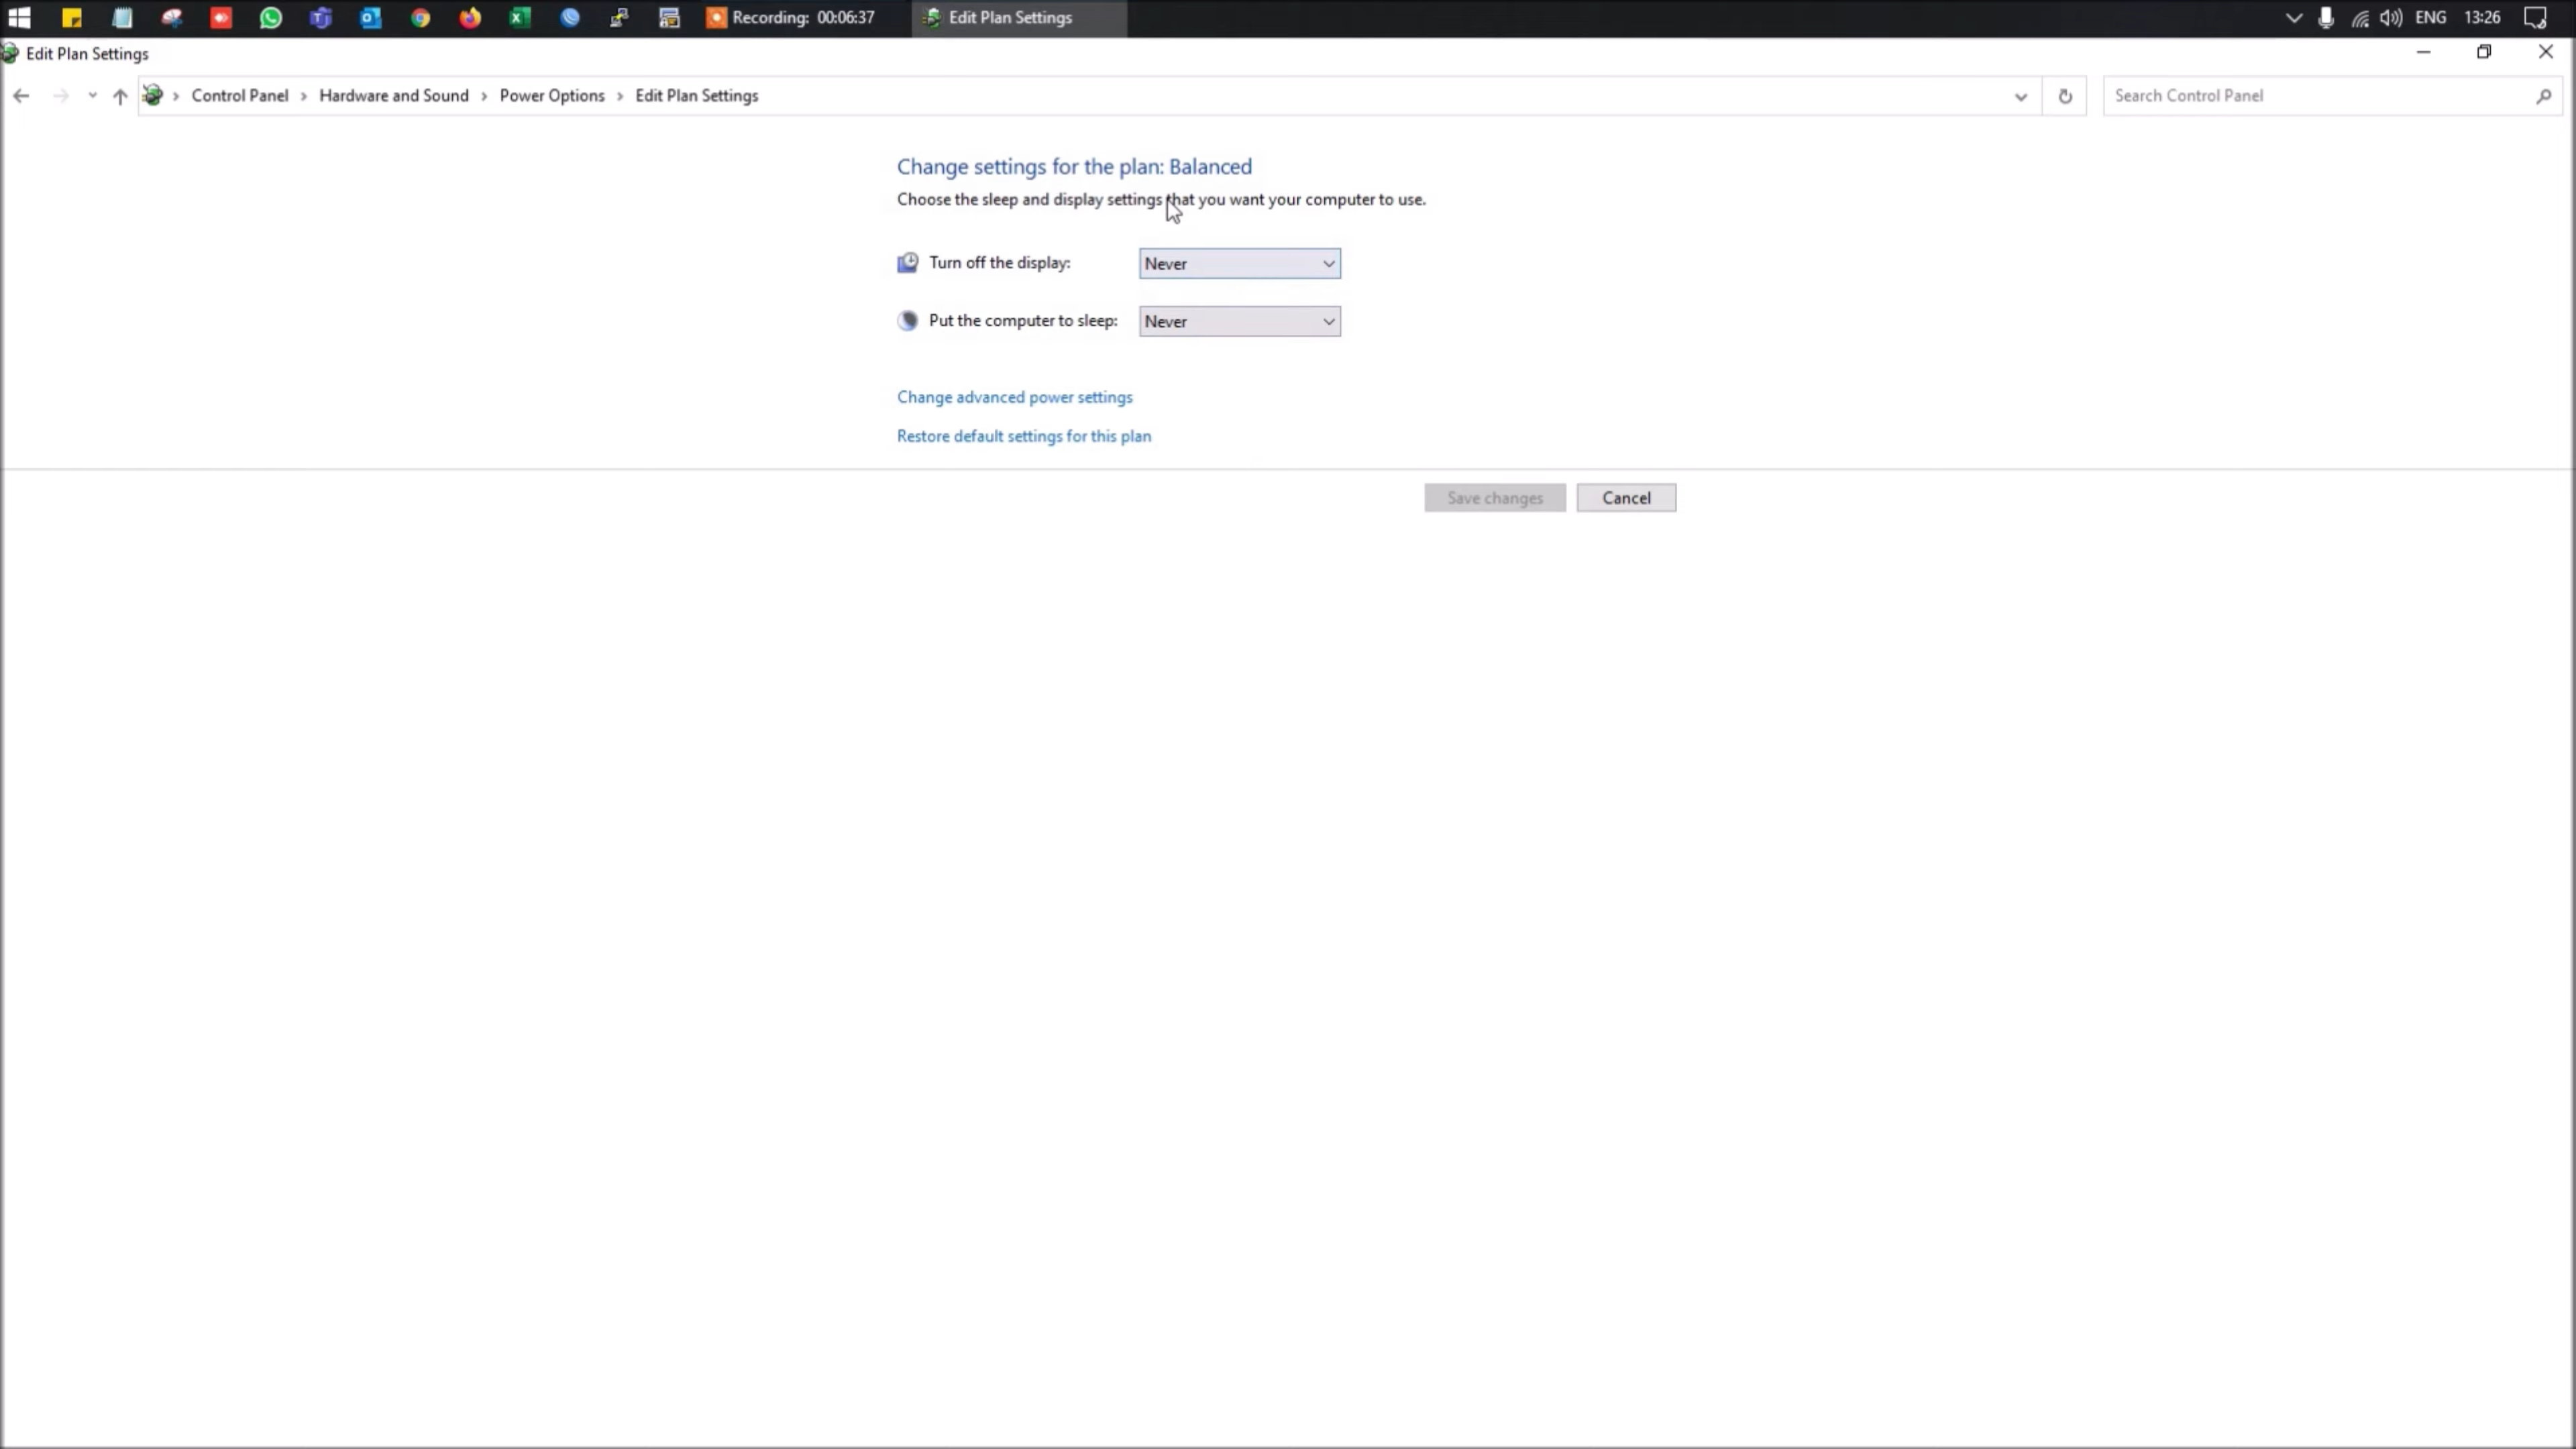 Recording: 00:06:37
Edit Plan Settings
ENG
13:26
Edit Plan Settings
Control Panel > Hardware and Sound > Power Options > Edit Plan Settings
Search Control Panel
Change settings for the plan: Balanced
Choose the sleep and display settings that you want your computer to use.
Turn off the display: Never
Put the computer to sleep: Never
Change advanced power settings
Restore default settings for this plan
Save changes Cancel